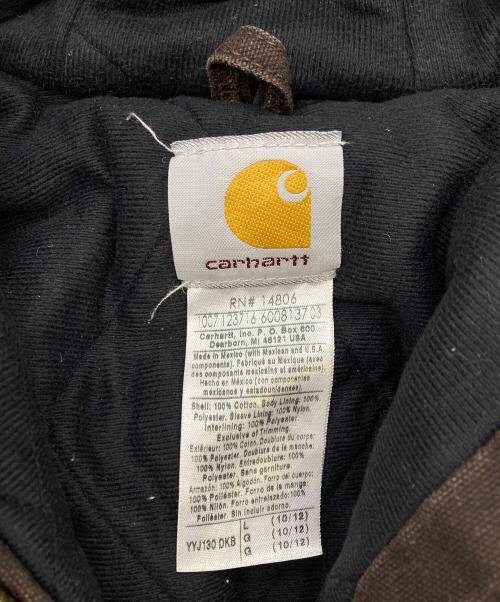 carhartt
RN# 14806
1007 123716 6008137 03
Carhartt, Inc. P. O. Box 600
Dearborn, MI 48121 USA
Made in Mexico (with Mexican and U.S.A.
components). Fabriqué au Mexique (avec
des composants mexicains et américains).
Hecho en México (con componentes
mexicanos y estadounidenses).
Shell: 100% Cotton. Body Lining: 100%
Polyester. Sleeve Lining: 100% Nylon.
Interlining: 100% Polyester.
Exclusive of Trimming.
Extérieur: 100% Coton. Doublure du corps:
100% Polyester. Doublure de la manche:
100% Nylon. Entredoublure: 100%
Polyester. Sans garniture.
Armazón: 100% Algodón. Forro del cuerpo:
100% Poliéster. Forro de la manga:
100% Nylon. Forro entrelazado: 100%
Poliéster. Sin incluir adorno.
YYJ130 DKB
L (10/12)
G (10/12)
G (10/12)